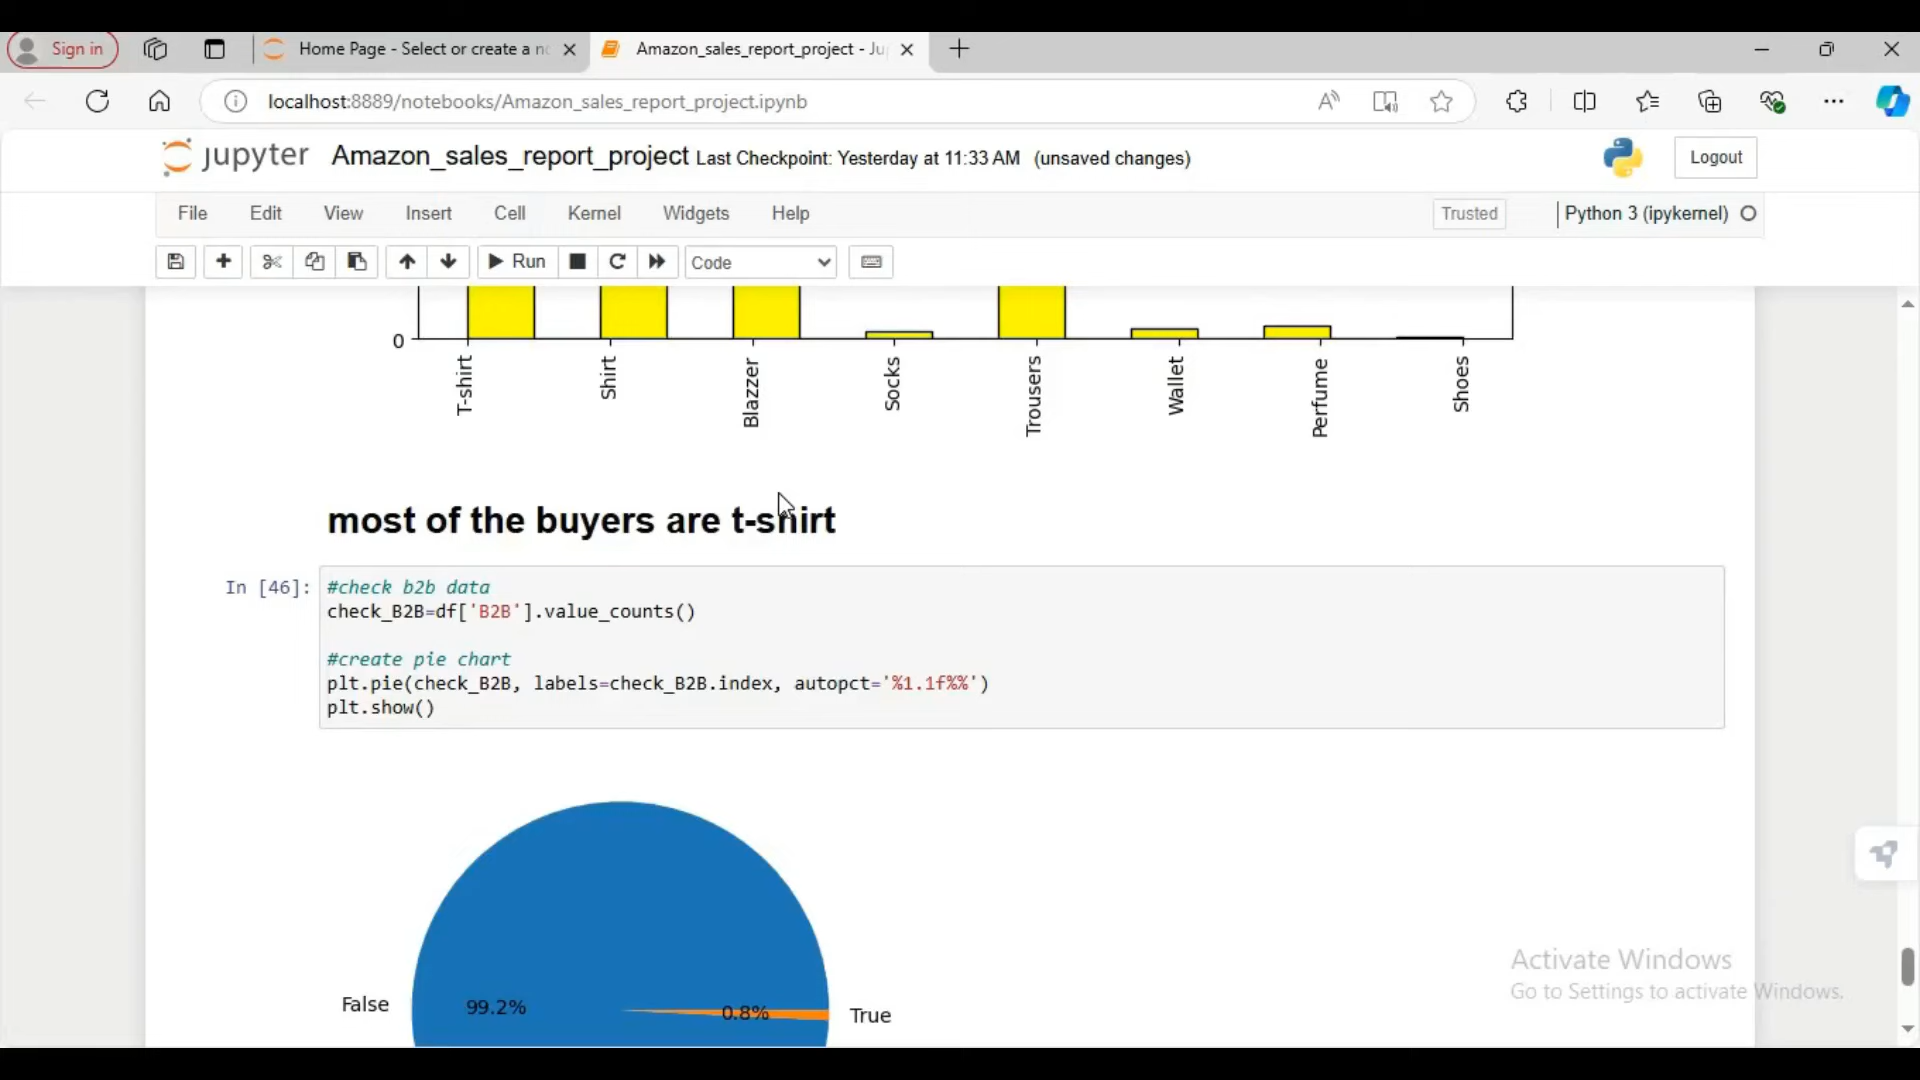 Sign in
Home Page - Select or create a n
Amazon_sales_report_project - Ju
localhost:8889/notebooks/Amazon_sales_report_project.ipynb
jupyter Amazon_sales_report_project Last Checkpoint: Yesterday at 11:33 AM (unsaved changes)
Logout
File Edit View Insert Cell Kernel Widgets Help
Trusted
Python 3 (ipykernel)
Run
Code
0
T-shirt
Shirt
Blazzer
Socks
Trousers
Wallet
Perfume
Shoes
most of the buyers are t-shirt
In [46]:
#check b2b data
check_B2B=df['B2B'].value_counts()
#create pie chart
plt.pie(check_B2B, labels=check_B2B.index, autopct='%1.1f%%')
plt.show()
False
99.2%
0.8%
True
Activate Windows
Go to Settings to activate Windows.